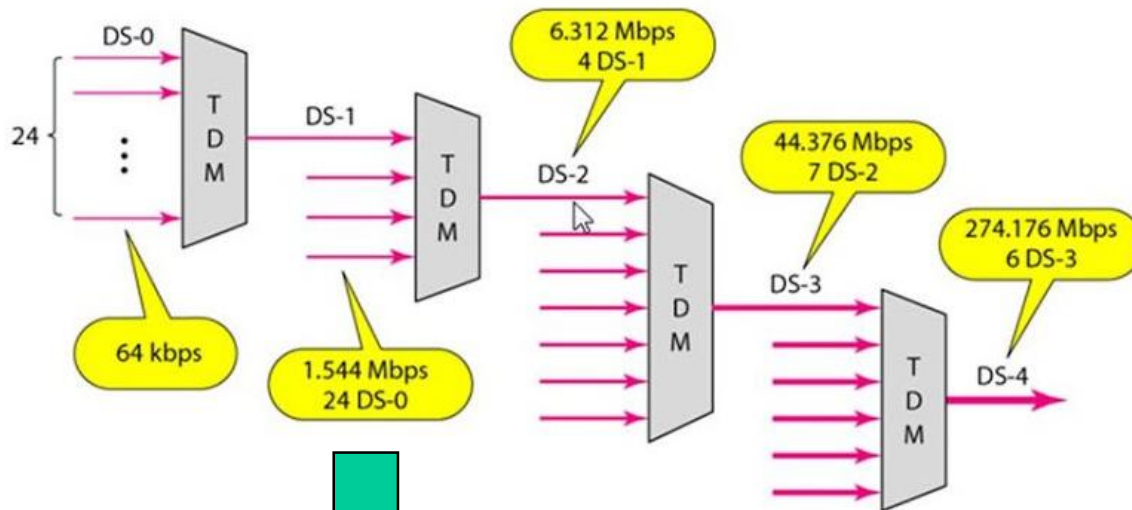 DS-0
24
T
D
M
64 kbps
DS-1
1.544 Mbps
24 DS-0
T
D
M
6.312 Mbps
4 DS-1
DS-2
T
D
M
44.376 Mbps
7 DS-2
DS-3
T
D
M
274.176 Mbps
6 DS-3
DS-4